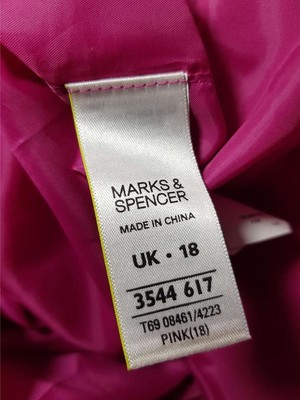 MARKS &
SPENCER
MADE IN CHINA
UK · 18
3544 617
T69 08461/4223
PINK(18)